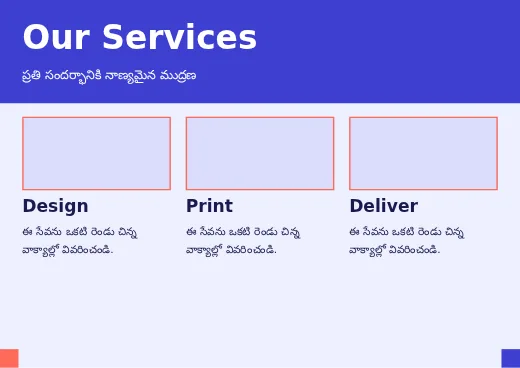 Our Services
ప్రతి సందర్భానికి నాణ్యమైన ముద్రణ
Design
ఈ సేవను ఒకటి రెండు చిన్న
వాక్యాల్లో వివరించండి.
Print
ఈ సేవను ఒకటి రెండు చిన్న
వాక్యాల్లో వివరించండి.
Deliver
ఈ సేవను ఒకటి రెండు చిన్న
వాక్యాల్లో వివరించండి.